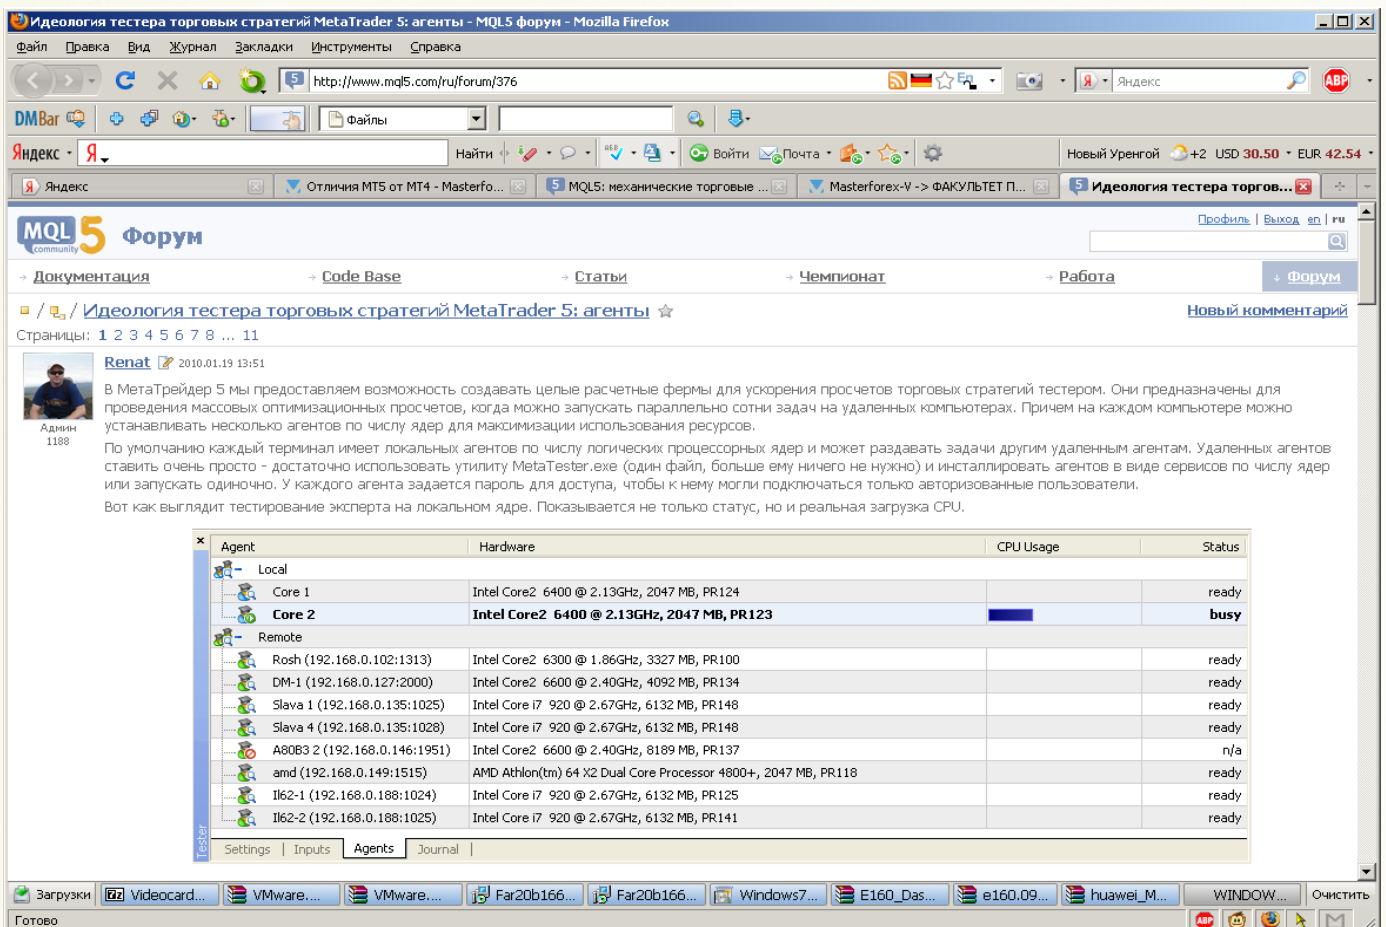 Идеология тестера торговых стратегий MetaTrader 5: агенты - MQL5 форум - Mozilla Firefox
Файл Правка Вид Журнал Закладки Инструменты Справка
http://www.mql5.com/ru/forum/376 Яндекс ABP
DMBar Файлы
Яндекс Я Найти Войти Почта Новый Уренгой +2 USD 30.50 EUR 42.54
Яндекс Отличия MT5 от MT4 - Masterfo... MQL5: механические торговые ... Masterforex-V -> ФАКУЛЬТЕТ П... Идеология тестера торгов...
Профиль | Выход en | ru
MQL5 community Форум
Документация Code Base Статьи Чемпионат Работа Форум
/ / Идеология тестера торговых стратегий MetaTrader 5: агенты Новый комментарий
Страницы: 1 2 3 4 5 6 7 8 ... 11
Renat 2010.01.19 13:51
Админ
1188
В МетаТрейдер 5 мы предоставляем возможность создавать целые расчетные фермы для ускорения просчетов торговых стратегий тестером. Они предназначены для
проведения массовых оптимизационных просчетов, когда можно запускать параллельно сотни задач на удаленных компьютерах. Причем на каждом компьютере можно
устанавливать несколько агентов по числу ядер для максимизации использования ресурсов.
По умолчанию каждый терминал имеет локальных агентов по числу логических процессорных ядер и может раздавать задачи другим удаленным агентам. Удаленных агентов
ставить очень просто - достаточно использовать утилиту MetaTester.exe (один файл, больше ему ничего не нужно) и инсталлировать агентов в виде сервисов по числу ядер
или запускать одиночно. У каждого агента задается пароль для доступа, чтобы к нему могли подключаться только авторизованные пользователи.
Вот как выглядит тестирование эксперта на локальном ядре. Показывается не только статус, но и реальная загрузка CPU.
Agent Hardware CPU Usage Status
Local
Core 1 Intel Core2 6400 @ 2.13GHz, 2047 MB, PR124 ready
Core 2 Intel Core2 6400 @ 2.13GHz, 2047 MB, PR123 busy
Remote
Rosh (192.168.0.102:1313) Intel Core2 6300 @ 1.86GHz, 3327 MB, PR100 ready
DM-1 (192.168.0.127:2000) Intel Core2 6600 @ 2.40GHz, 4092 MB, PR134 ready
Slava 1 (192.168.0.135:1025) Intel Core i7 920 @ 2.67GHz, 6132 MB, PR148 ready
Slava 4 (192.168.0.135:1028) Intel Core i7 920 @ 2.67GHz, 6132 MB, PR148 ready
A80B3 2 (192.168.0.146:1951) Intel Core2 6600 @ 2.40GHz, 8189 MB, PR137 n/a
amd (192.168.0.149:1515) AMD Athlon(tm) 64 X2 Dual Core Processor 4800+, 2047 MB, PR118 ready
Il62-1 (192.168.0.188:1024) Intel Core i7 920 @ 2.67GHz, 6132 MB, PR125 ready
Il62-2 (192.168.0.188:1025) Intel Core i7 920 @ 2.67GHz, 6132 MB, PR141 ready
Tester
Settings | Inputs Agents Journal |
Загрузки Videocard... VMware.... VMware.... Far20b166... Far20b166... Windows7... E160_Das... e160.09... huawei_M... WINDOW... Очистить
Готово ABP